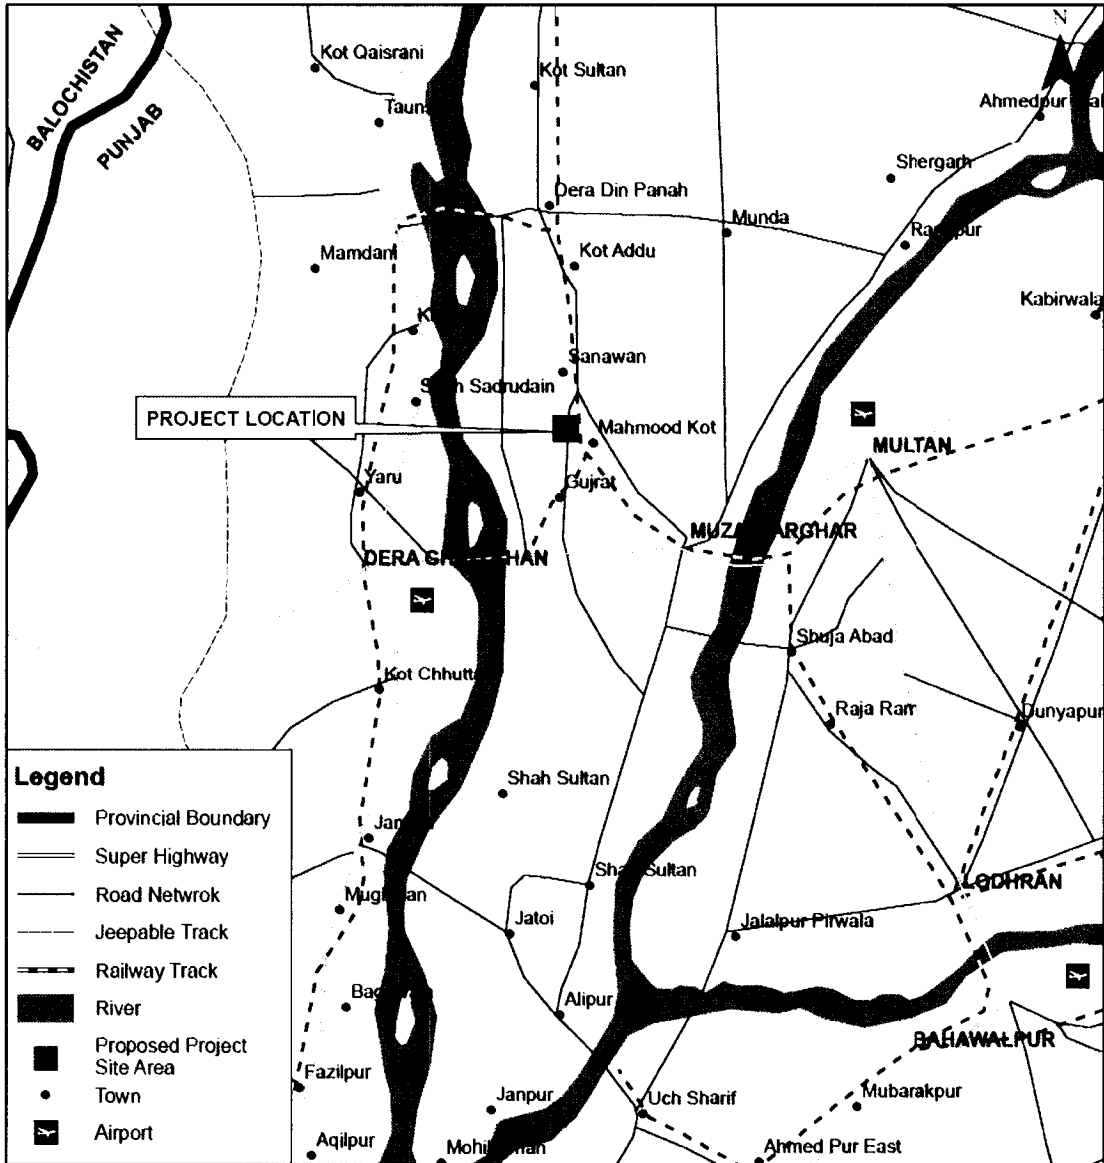 N
Kot Qaisrani
Kot Sultan
BALOCHISTAN
PUNJAB
Shergarh
Dera Din Panah
Munda
Mamdani
Kot Addu
Kabirwala
Sanawan
Sadrudain
PROJECT LOCATION
Mahmood Kot
MULTAN
Yaru
Gujrat
DERA
Shuja Abad
Kot Chhutta
Raja Ram
Dunyapur
Shah Sultan
Sultan
LODHRAN
Jatoi
Jalalpur Pirwala
Alipur
BAHAWALPUR
Fazilpur
Janpur
Uch Sharif
Mubarakpur
Aqilpur
Ahmed Pur East
Legend
Provincial Boundary
Super Highway
Road Netwrok
Jeepable Track
Railway Track
River
Proposed Project
Site Area
Town
Airport